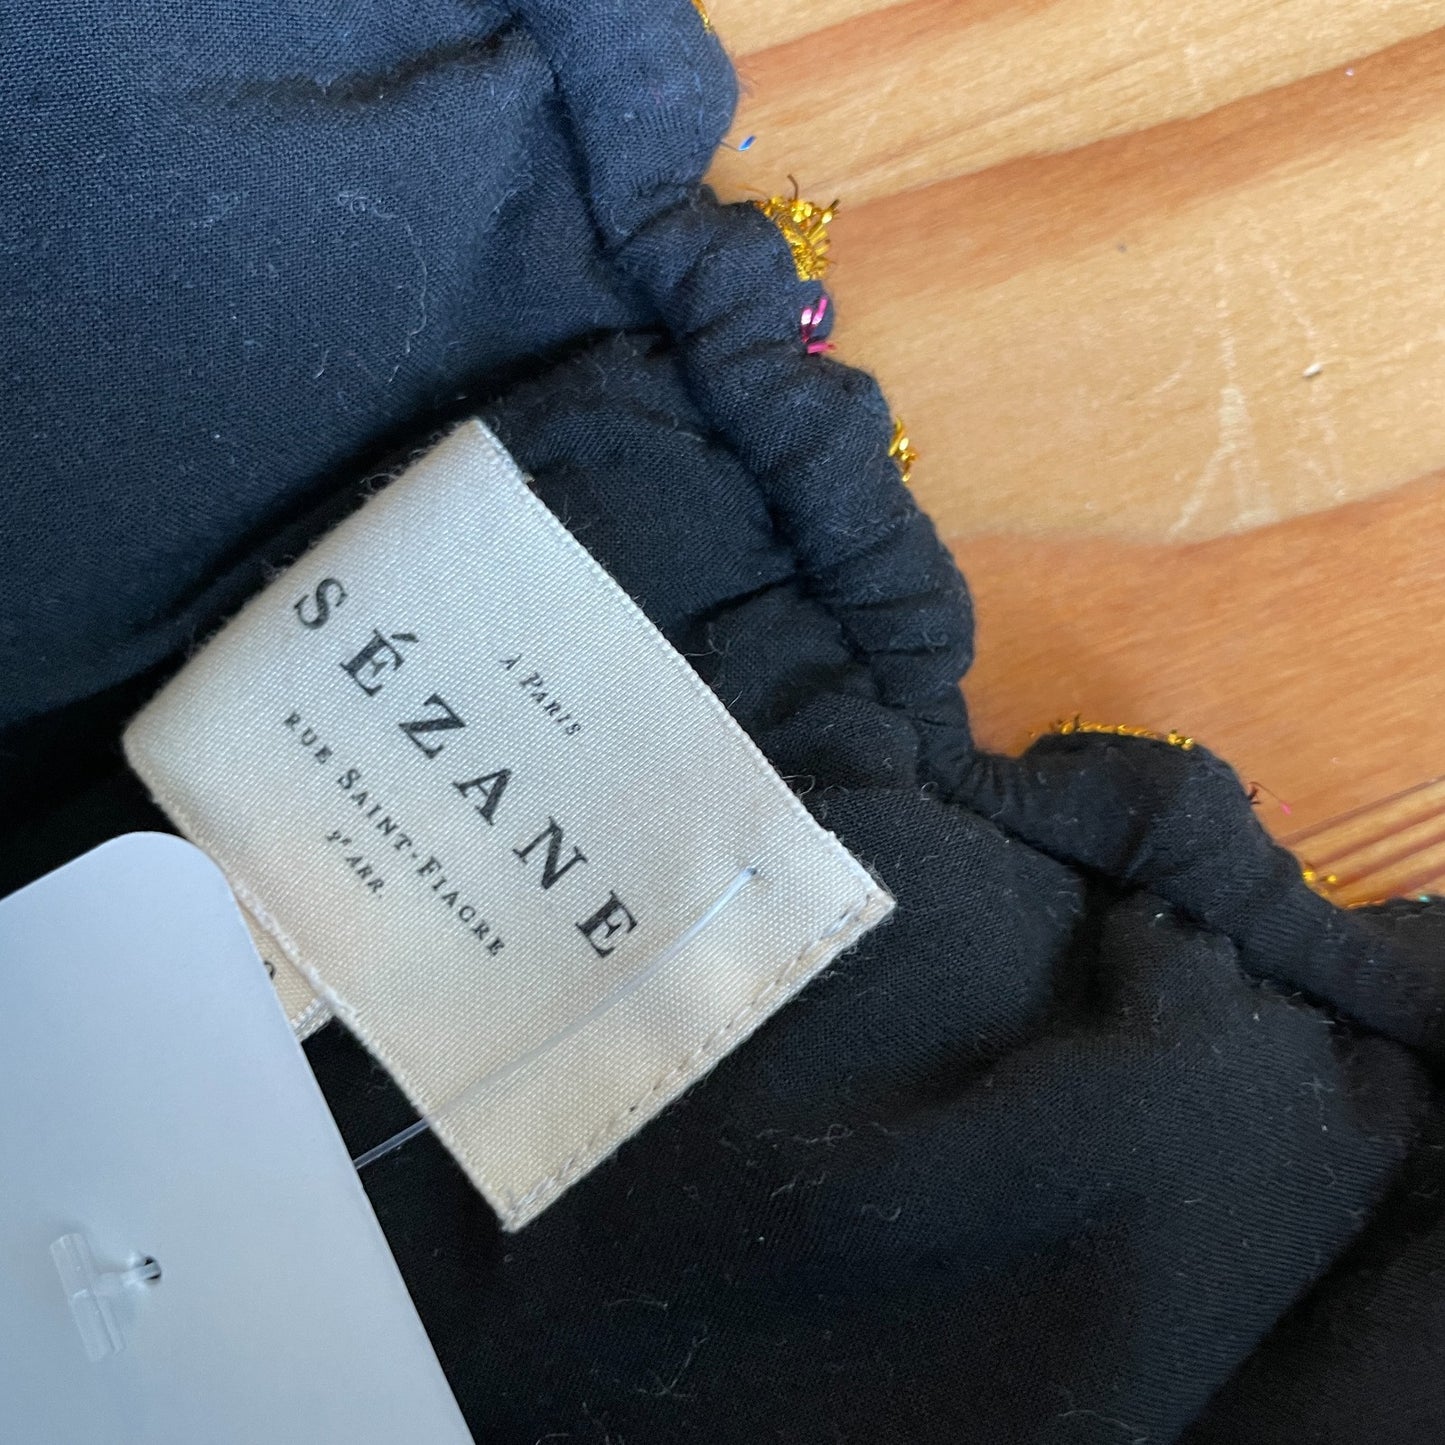 SÉZANE
A PARIS
RUE SAINT-FIACRE
2E ARR.